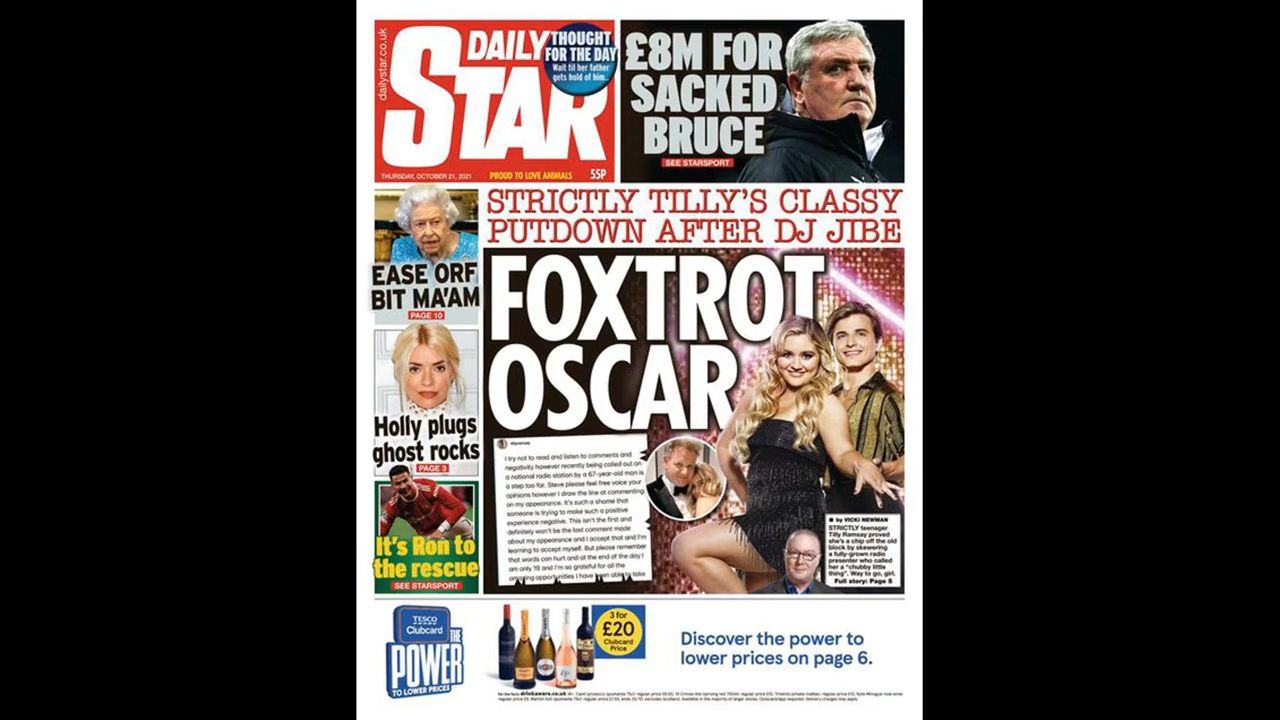 dailystar.co.uk
DAILY
STAR
THOUGHT
FOR THE DAY
Wait til her father
gets hold of him...
THURSDAY, OCTOBER 21, 2021
PROUD TO LOVE ANIMALS
55P
£8M FOR
SACKED
BRUCE
SEE STARSPORT
STRICTLY TILLY'S CLASSY
PUTDOWN AFTER DJ JIBE
EASE ORF
BIT MA'AM
PAGE 10
Holly plugs
ghost rocks
PAGE 3
It's Ron to
the rescue
SEE STARSPORT
FOXTROT
OSCAR
I try not to read and listen to comments and
negativity however recently being called out on
a national radio station by a 67-year-old man is
a step too far. Steve please feel free voice your
opinions however I draw the line at commenting
on my appearance. It's such a shame that
someone is trying to make such a positive
experience negative. This isn't the first and
definitely won't be the last comment made
about my appearance and I accept that and I'm
learning to accept myself. But please remember
that words can hurt and at the end of the day I
am only 19 and I'm so grateful for all the
amazing opportunities I have been able to take
by VICKI NEWMAN
STRICTLY teenager
Tilly Ramsay proved
she's a chip off the old
block by skewering
a fully-grown radio
presenter who called
her a "chubby little
thing". Way to go, girl.
Full story: Page 5
TESCO
Clubcard
THE
POWER
TO LOWER PRICES
3 for
£20
Clubcard
Price
Discover the power to
lower prices on page 6.
drinkaware.co.uk